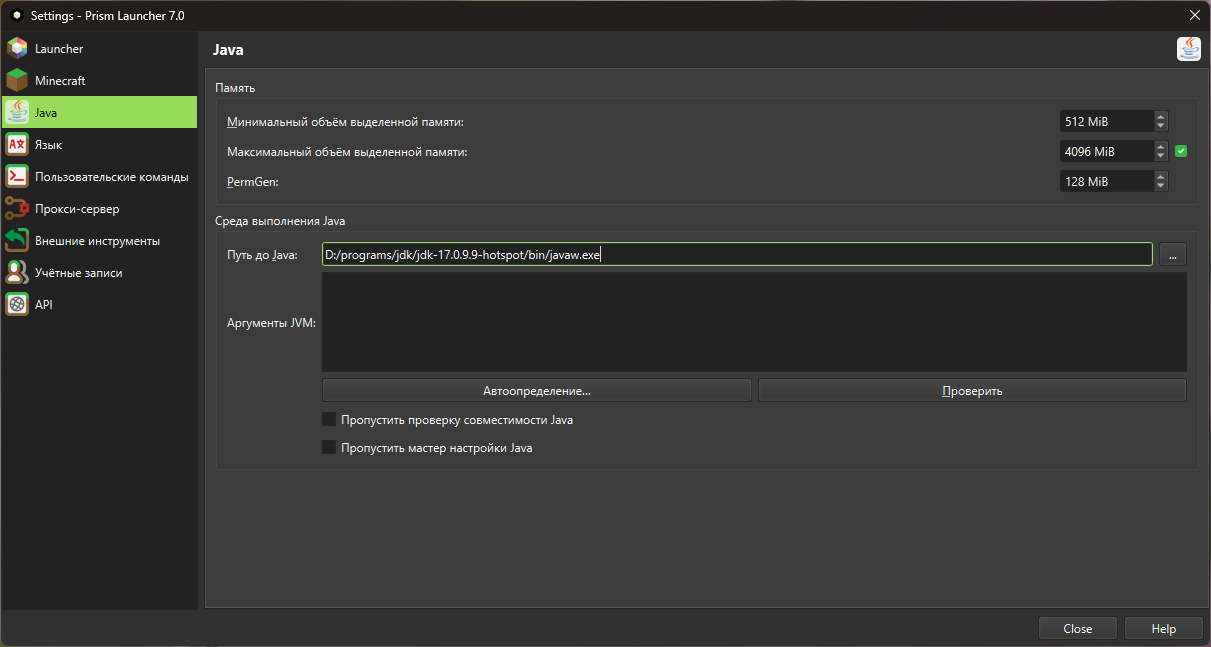 Settings - Prism Launcher 7.0
Launcher
Minecraft
Java
Язык
Пользовательские команды
Прокси-сервер
Внешние инструменты
Учётные записи
API
Java
Память
Минимальный объём выделенной памяти:
512 MiB
Максимальный объём выделенной памяти:
4096 MiB
PermGen:
128 MiB
Среда выполнения Java
Путь до Java:
D:/programs/jdk/jdk-17.0.9.9-hotspot/bin/javaw.exe
...
Аргументы JVM:
Автоопределение...
Проверить
Пропустить проверку совместимости Java
Пропустить мастер настройки Java
Close
Help